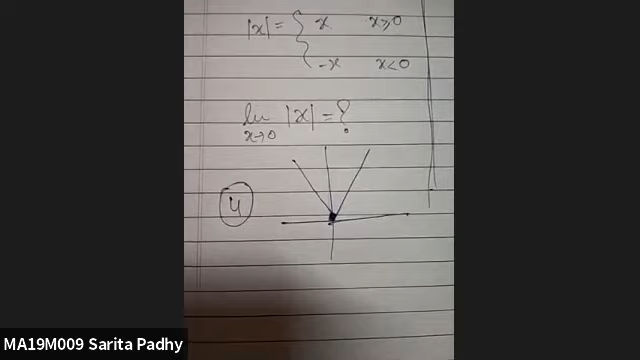 |x| = { x x≥0
-x x<0
lim |x| = ?
x→0
4
MA19M009 Sarita Padhy